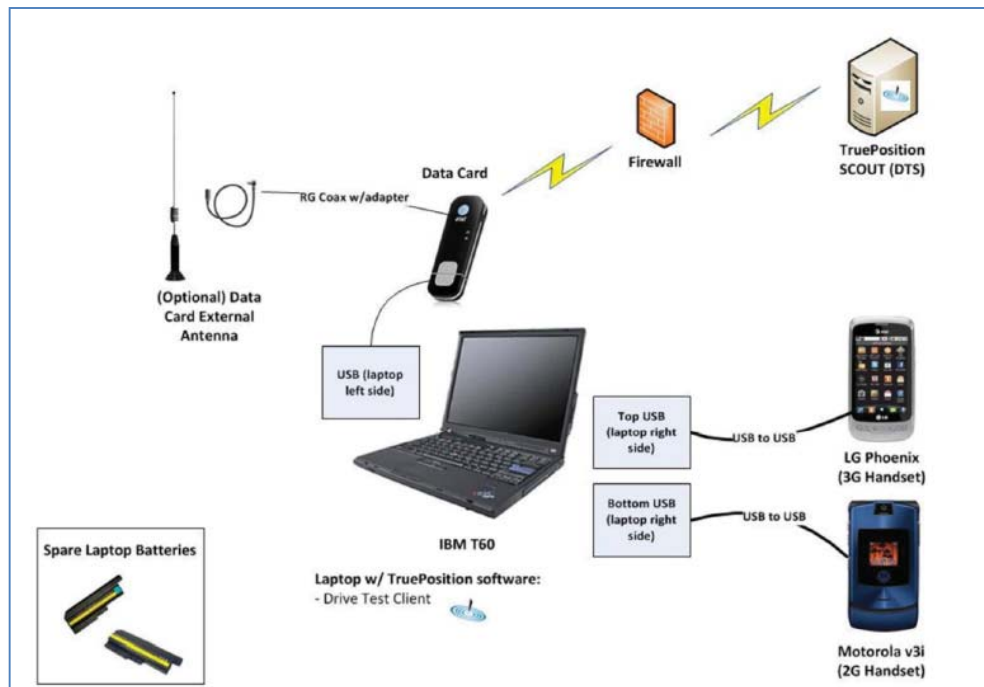 Firewall
TruePosition
SCOUT (DTS)
Data Card
RG Coax w/adapter
at&t
(Optional) Data
Card External
Antenna
USB (laptop
left side)
Top USB
(laptop right
side)
USB to USB
LG Phoenix
(3G Handset)
Bottom USB
(laptop right
side)
USB to USB
IBM T60
Laptop w/ TruePosition software:
- Drive Test Client
Spare Laptop Batteries
Motorola v3i
(2G Handset)